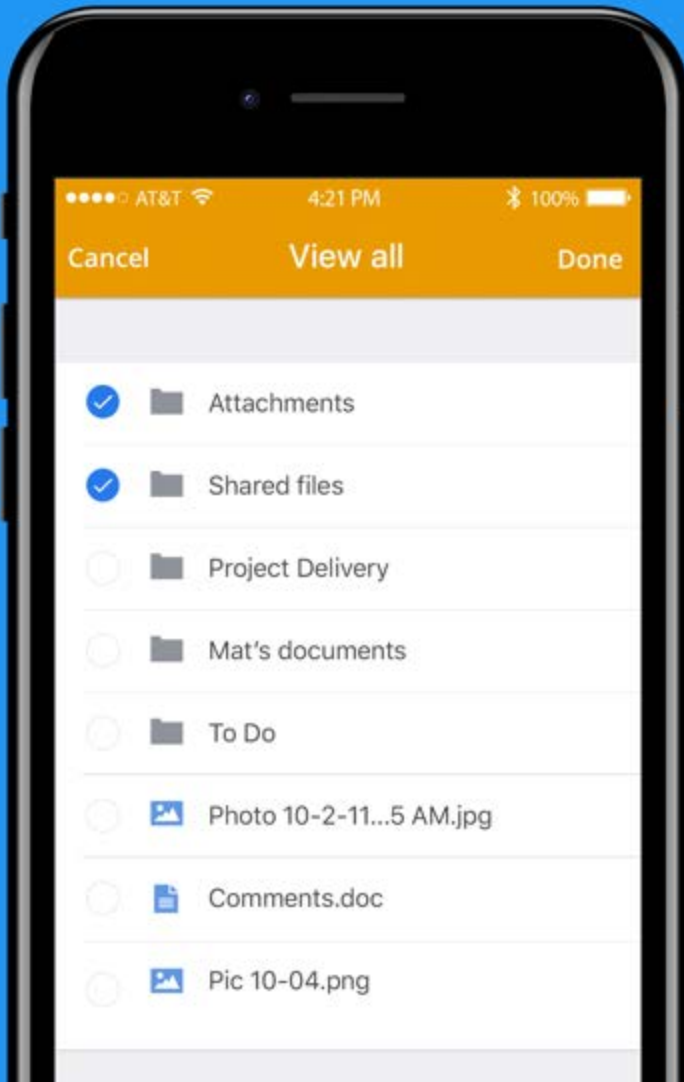 AT&T 4:21 PM 100%
Cancel View all Done
Attachments
Shared files
Project Delivery
Mat's documents
To Do
Photo 10-2-11...5 AM.jpg
Comments.doc
Pic 10-04.png